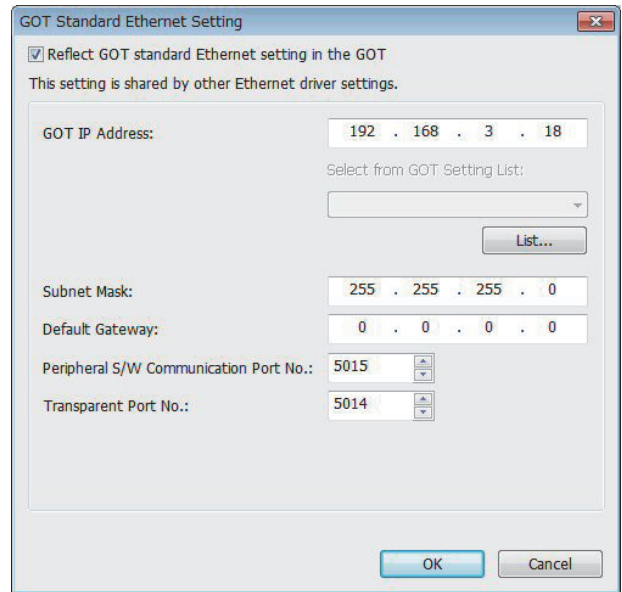 GOT Standard Ethernet Setting
Reflect GOT standard Ethernet setting in the GOT
This setting is shared by other Ethernet driver settings.
GOT IP Address: 192 . 168 . 3 . 18
Select from GOT Setting List:
List...
Subnet Mask: 255 . 255 . 255 . 0
Default Gateway: 0 . 0 . 0 . 0
Peripheral S/W Communication Port No.: 5015
Transparent Port No.: 5014
OK Cancel